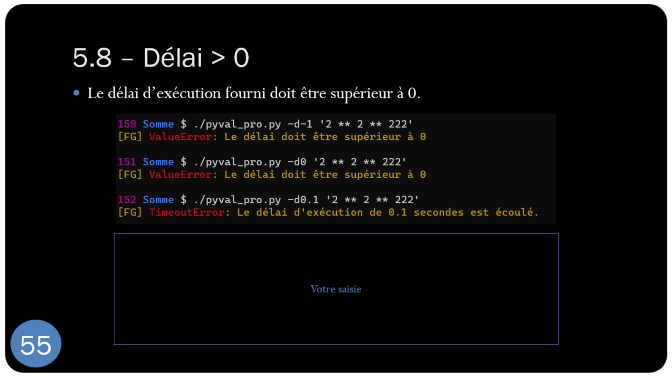 5.8 – Délai > 0
Le délai d'exécution fourni doit être supérieur à 0.
150 Somme $ ./pyval_pro.py -d-1 '2 ** 2 ** 222'
[FG] ValueError: Le délai doit être supérieur à 0
151 Somme $ ./pyval_pro.py -d0 '2 ** 2 ** 222'
[FG] ValueError: Le délai doit être supérieur à 0
152 Somme $ ./pyval_pro.py -d0.1 '2 ** 2 ** 222'
[FG] TimeoutError: Le délai d'exécution de 0.1 secondes est écoulé.
Votre saisie
55